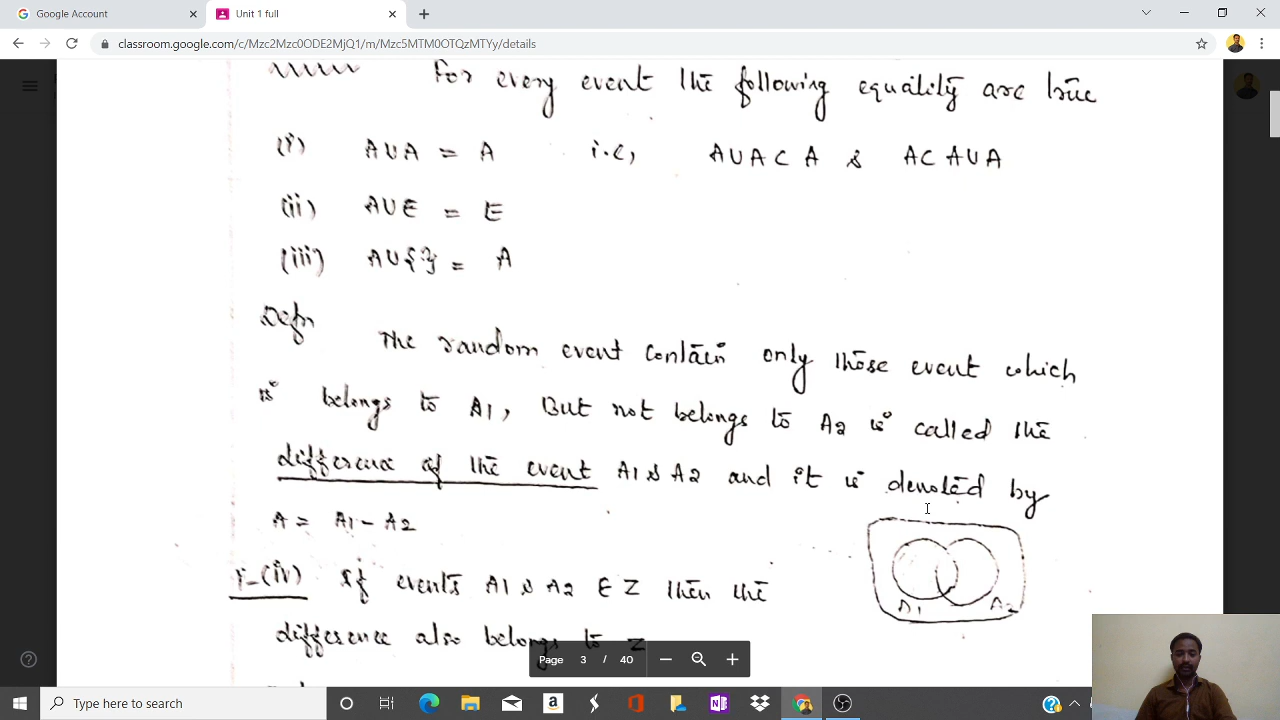 Google Account
Unit 1 full
classroom.google.com/c/Mzc2Mzc0ODE2MjQ1/m/Mzc5MTM0OTQzMTYy/details
For every event the following equality are true
(i) A∪A = A i.e, A∪A ⊂ A & A ⊂ A∪A
(ii) A∪E = E
(iii) A∪{ } = A
Defn The random event contain only those event which
is belongs to A1, But not belongs to A2 is called the
difference of the event A1 & A2 and it is denoted by
A = A1 - A2
(iv) If events A1 & A2 ∈ Z then the
difference also belongs to Z
A1 A2
Page 3 / 40
Type here to search